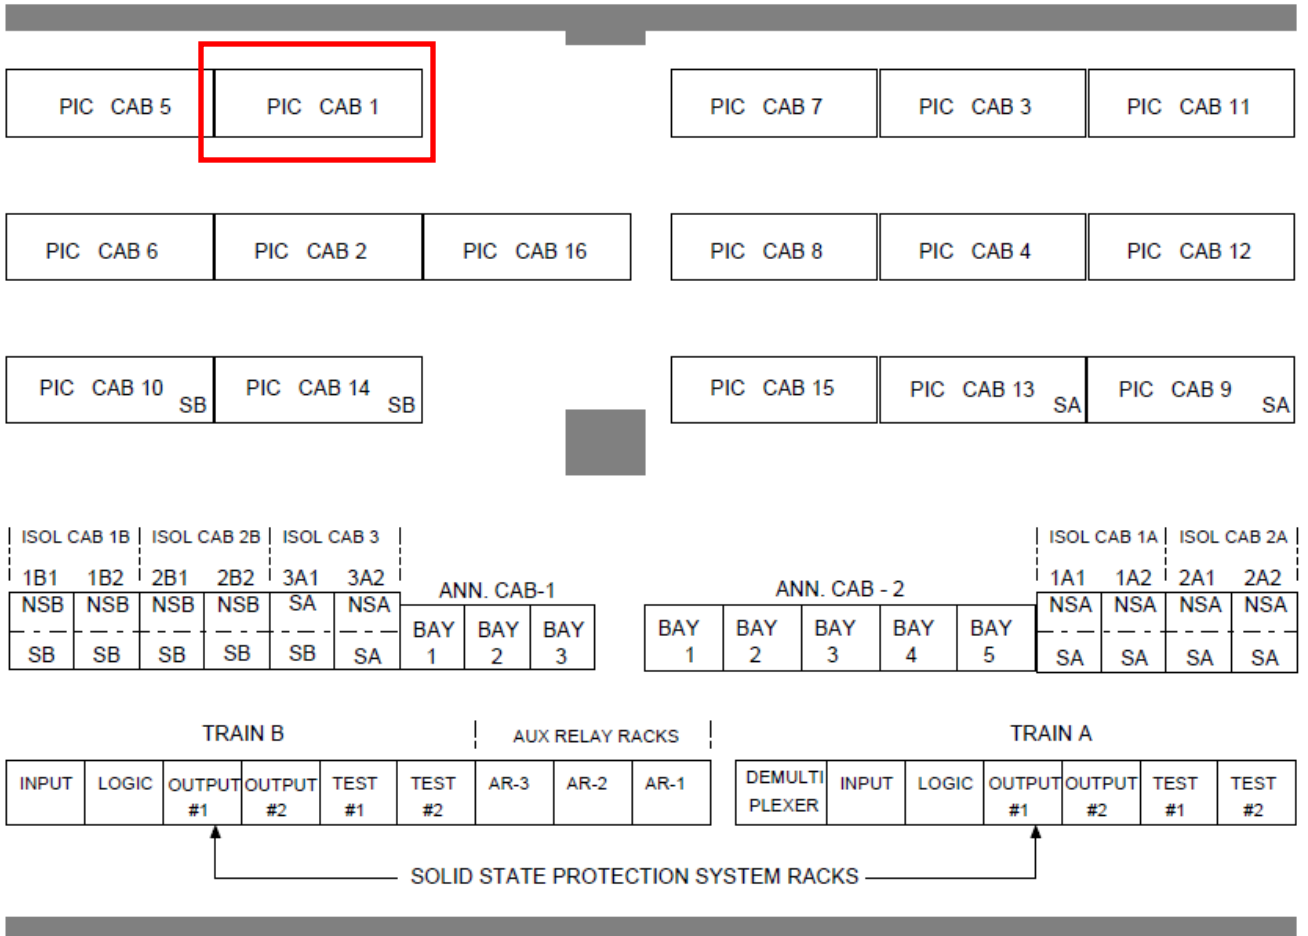 PIC CAB 5 PIC CAB 1 PIC CAB 7 PIC CAB 3 PIC CAB 11
PIC CAB 6 PIC CAB 2 PIC CAB 16 PIC CAB 8 PIC CAB 4 PIC CAB 12
PIC CAB 10 SB PIC CAB 14 SB PIC CAB 15 PIC CAB 13 SA PIC CAB 9 SA
ISOL CAB 1B ISOL CAB 2B ISOL CAB 3 ISOL CAB 1A ISOL CAB 2A
1B1 1B2 2B1 2B2 3A1 3A2 ANN. CAB-1 ANN. CAB - 2 1A1 1A2 2A1 2A2
NSB NSB NSB NSB SA NSA NSA NSA NSA NSA
BAY BAY BAY BAY BAY BAY BAY BAY
SB SB SB SB SB SA 1 2 3 1 2 3 4 5 SA SA SA SA
TRAIN B AUX RELAY RACKS TRAIN A
INPUT LOGIC OUTPUT OUTPUT TEST TEST AR-3 AR-2 AR-1 DEMULTI INPUT LOGIC OUTPUT OUTPUT TEST TEST
#1 #2 #1 #2 PLEXER #1 #2 #1 #2
SOLID STATE PROTECTION SYSTEM RACKS